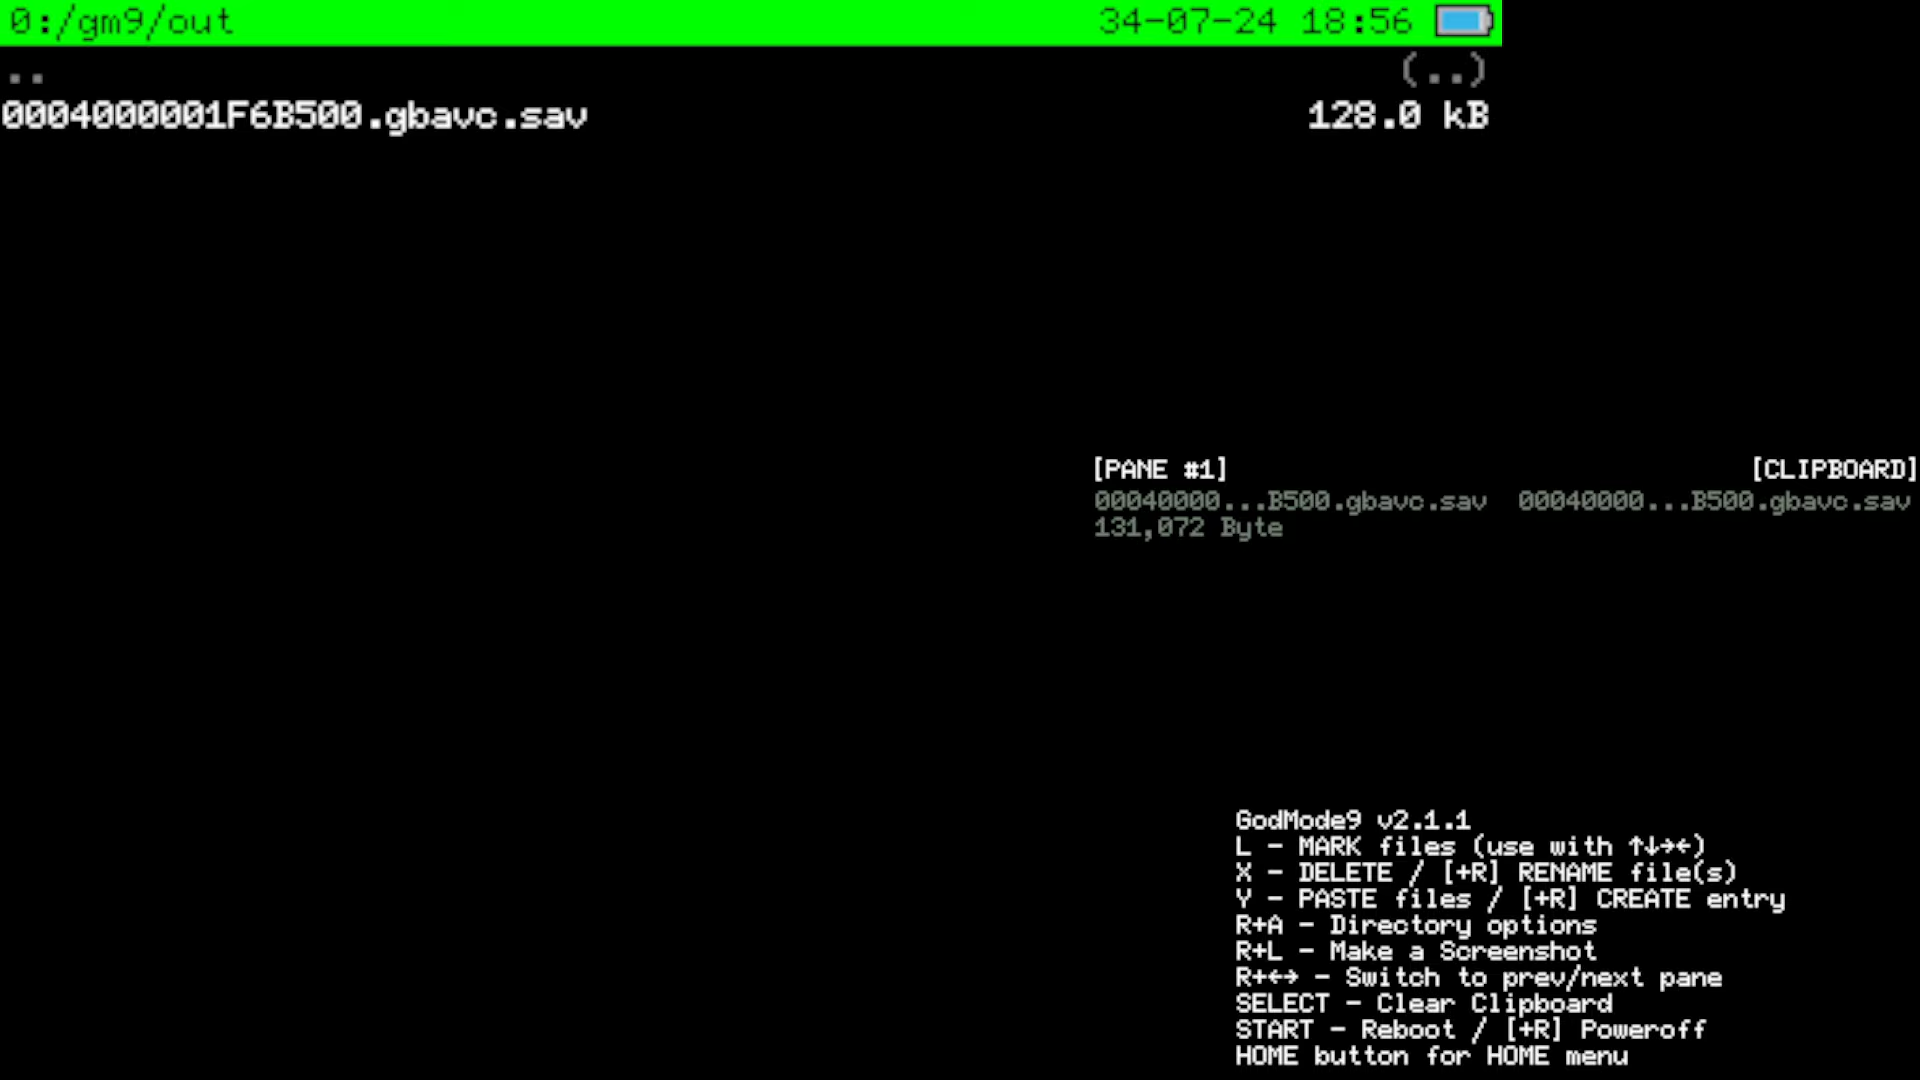 0:/gm9/out 34-07-24 18:56
.. (..)
0004000001F6B500.gbavc.sav 128.0 kB
[PANE #1] [CLIPBOARD]
00040000...B500.gbavc.sav 00040000...B500.gbavc.sav
131,072 Byte
GodMode9 v2.1.1
L - MARK files (use with ↑↓→←)
X - DELETE / [+R] RENAME file(s)
Y - PASTE files / [+R] CREATE entry
R+A - Directory options
R+L - Make a Screenshot
R+←→ - Switch to prev/next pane
SELECT - Clear Clipboard
START - Reboot / [+R] Poweroff
HOME button for HOME menu